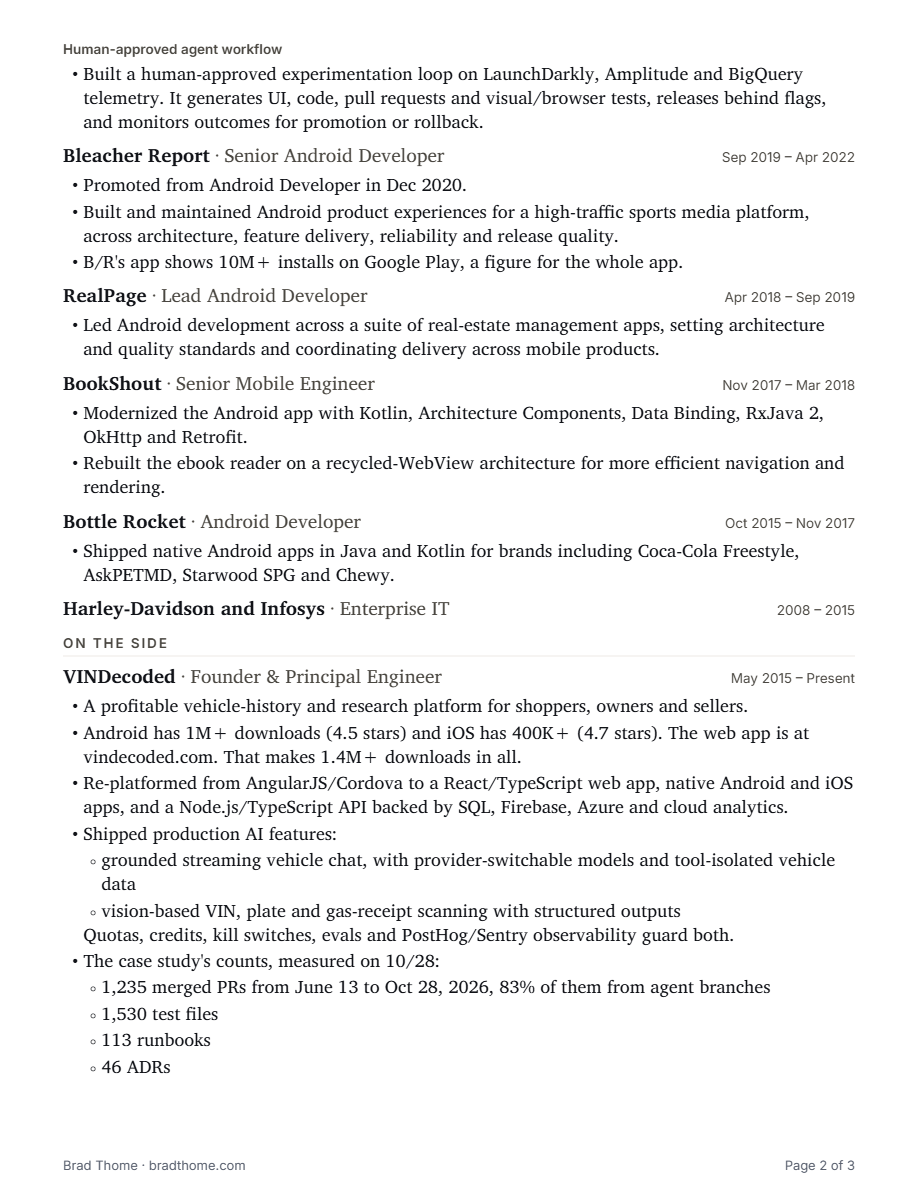 Human-approved agent workflow
• Built a human-approved experimentation loop on LaunchDarkly, Amplitude and BigQuery
telemetry. It generates UI, code, pull requests and visual/browser tests, releases behind flags,
and monitors outcomes for promotion or rollback.
Bleacher Report · Senior Android Developer Sep 2019 – Apr 2022
• Promoted from Android Developer in Dec 2020.
• Built and maintained Android product experiences for a high-traffic sports media platform,
across architecture, feature delivery, reliability and release quality.
• B/R's app shows 10M+ installs on Google Play, a figure for the whole app.
RealPage · Lead Android Developer Apr 2018 – Sep 2019
• Led Android development across a suite of real-estate management apps, setting architecture
and quality standards and coordinating delivery across mobile products.
BookShout · Senior Mobile Engineer Nov 2017 – Mar 2018
• Modernized the Android app with Kotlin, Architecture Components, Data Binding, RxJava 2,
OkHttp and Retrofit.
• Rebuilt the ebook reader on a recycled-WebView architecture for more efficient navigation and
rendering.
Bottle Rocket · Android Developer Oct 2015 – Nov 2017
• Shipped native Android apps in Java and Kotlin for brands including Coca-Cola Freestyle,
AskPETMD, Starwood SPG and Chewy.
Harley-Davidson and Infosys · Enterprise IT 2008 – 2015
ON THE SIDE
VINDecoded · Founder & Principal Engineer May 2015 – Present
• A profitable vehicle-history and research platform for shoppers, owners and sellers.
• Android has 1M+ downloads (4.5 stars) and iOS has 400K+ (4.7 stars). The web app is at
vindecoded.com. That makes 1.4M+ downloads in all.
• Re-platformed from AngularJS/Cordova to a React/TypeScript web app, native Android and iOS
apps, and a Node.js/TypeScript API backed by SQL, Firebase, Azure and cloud analytics.
• Shipped production AI features:
◦ grounded streaming vehicle chat, with provider-switchable models and tool-isolated vehicle
data
◦ vision-based VIN, plate and gas-receipt scanning with structured outputs
Quotas, credits, kill switches, evals and PostHog/Sentry observability guard both.
• The case study's counts, measured on 10/28:
◦ 1,235 merged PRs from June 13 to Oct 28, 2026, 83% of them from agent branches
◦ 1,530 test files
◦ 113 runbooks
◦ 46 ADRs
Brad Thome · bradthome.com Page 2 of 3